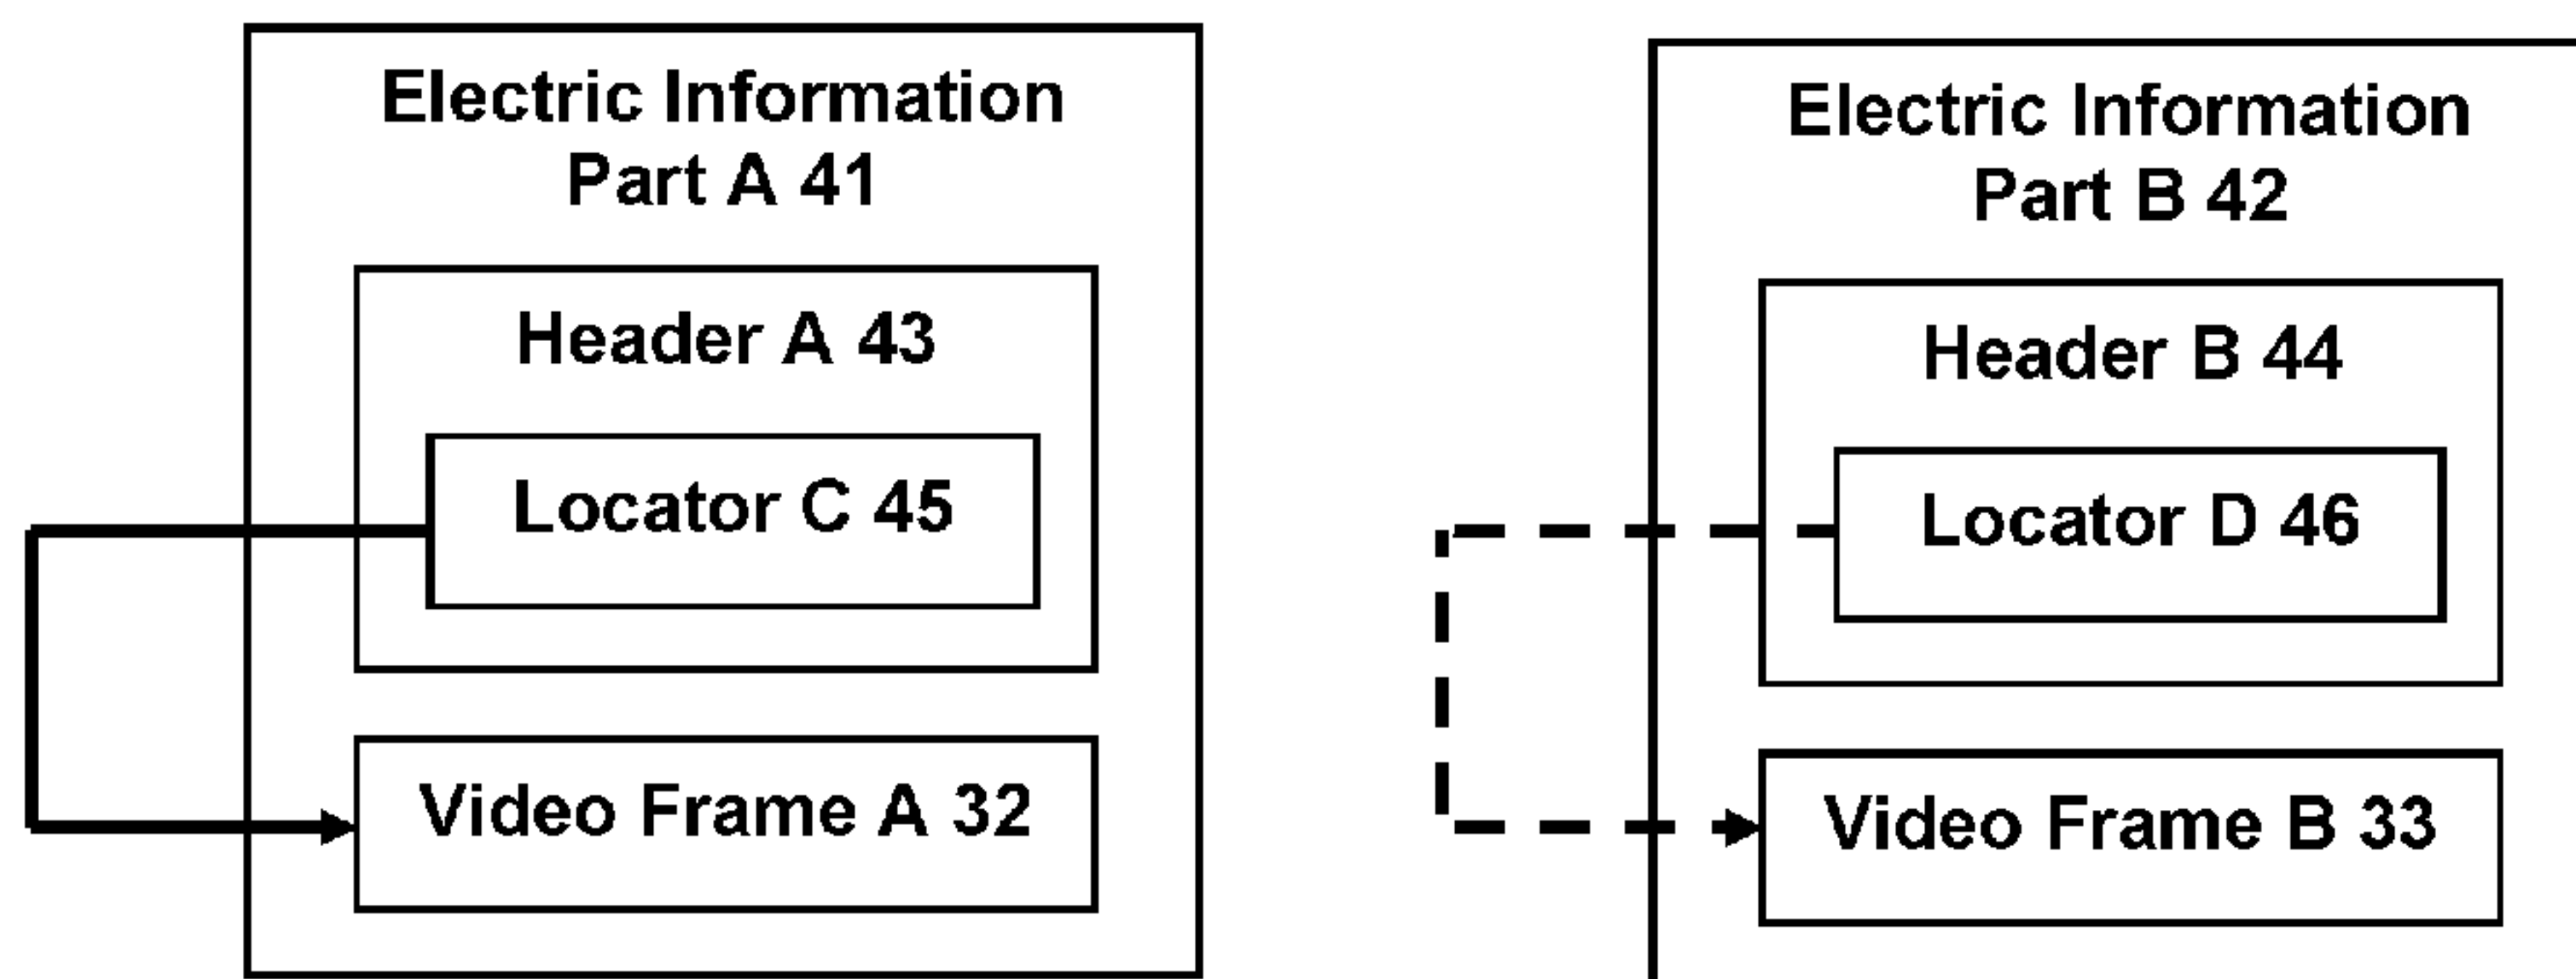 Electric Information
Part A 41
Header A 43
Locator C 45
Video Frame A 32
Electric Information
Part B 42
Header B 44
Locator D 46
Video Frame B 33